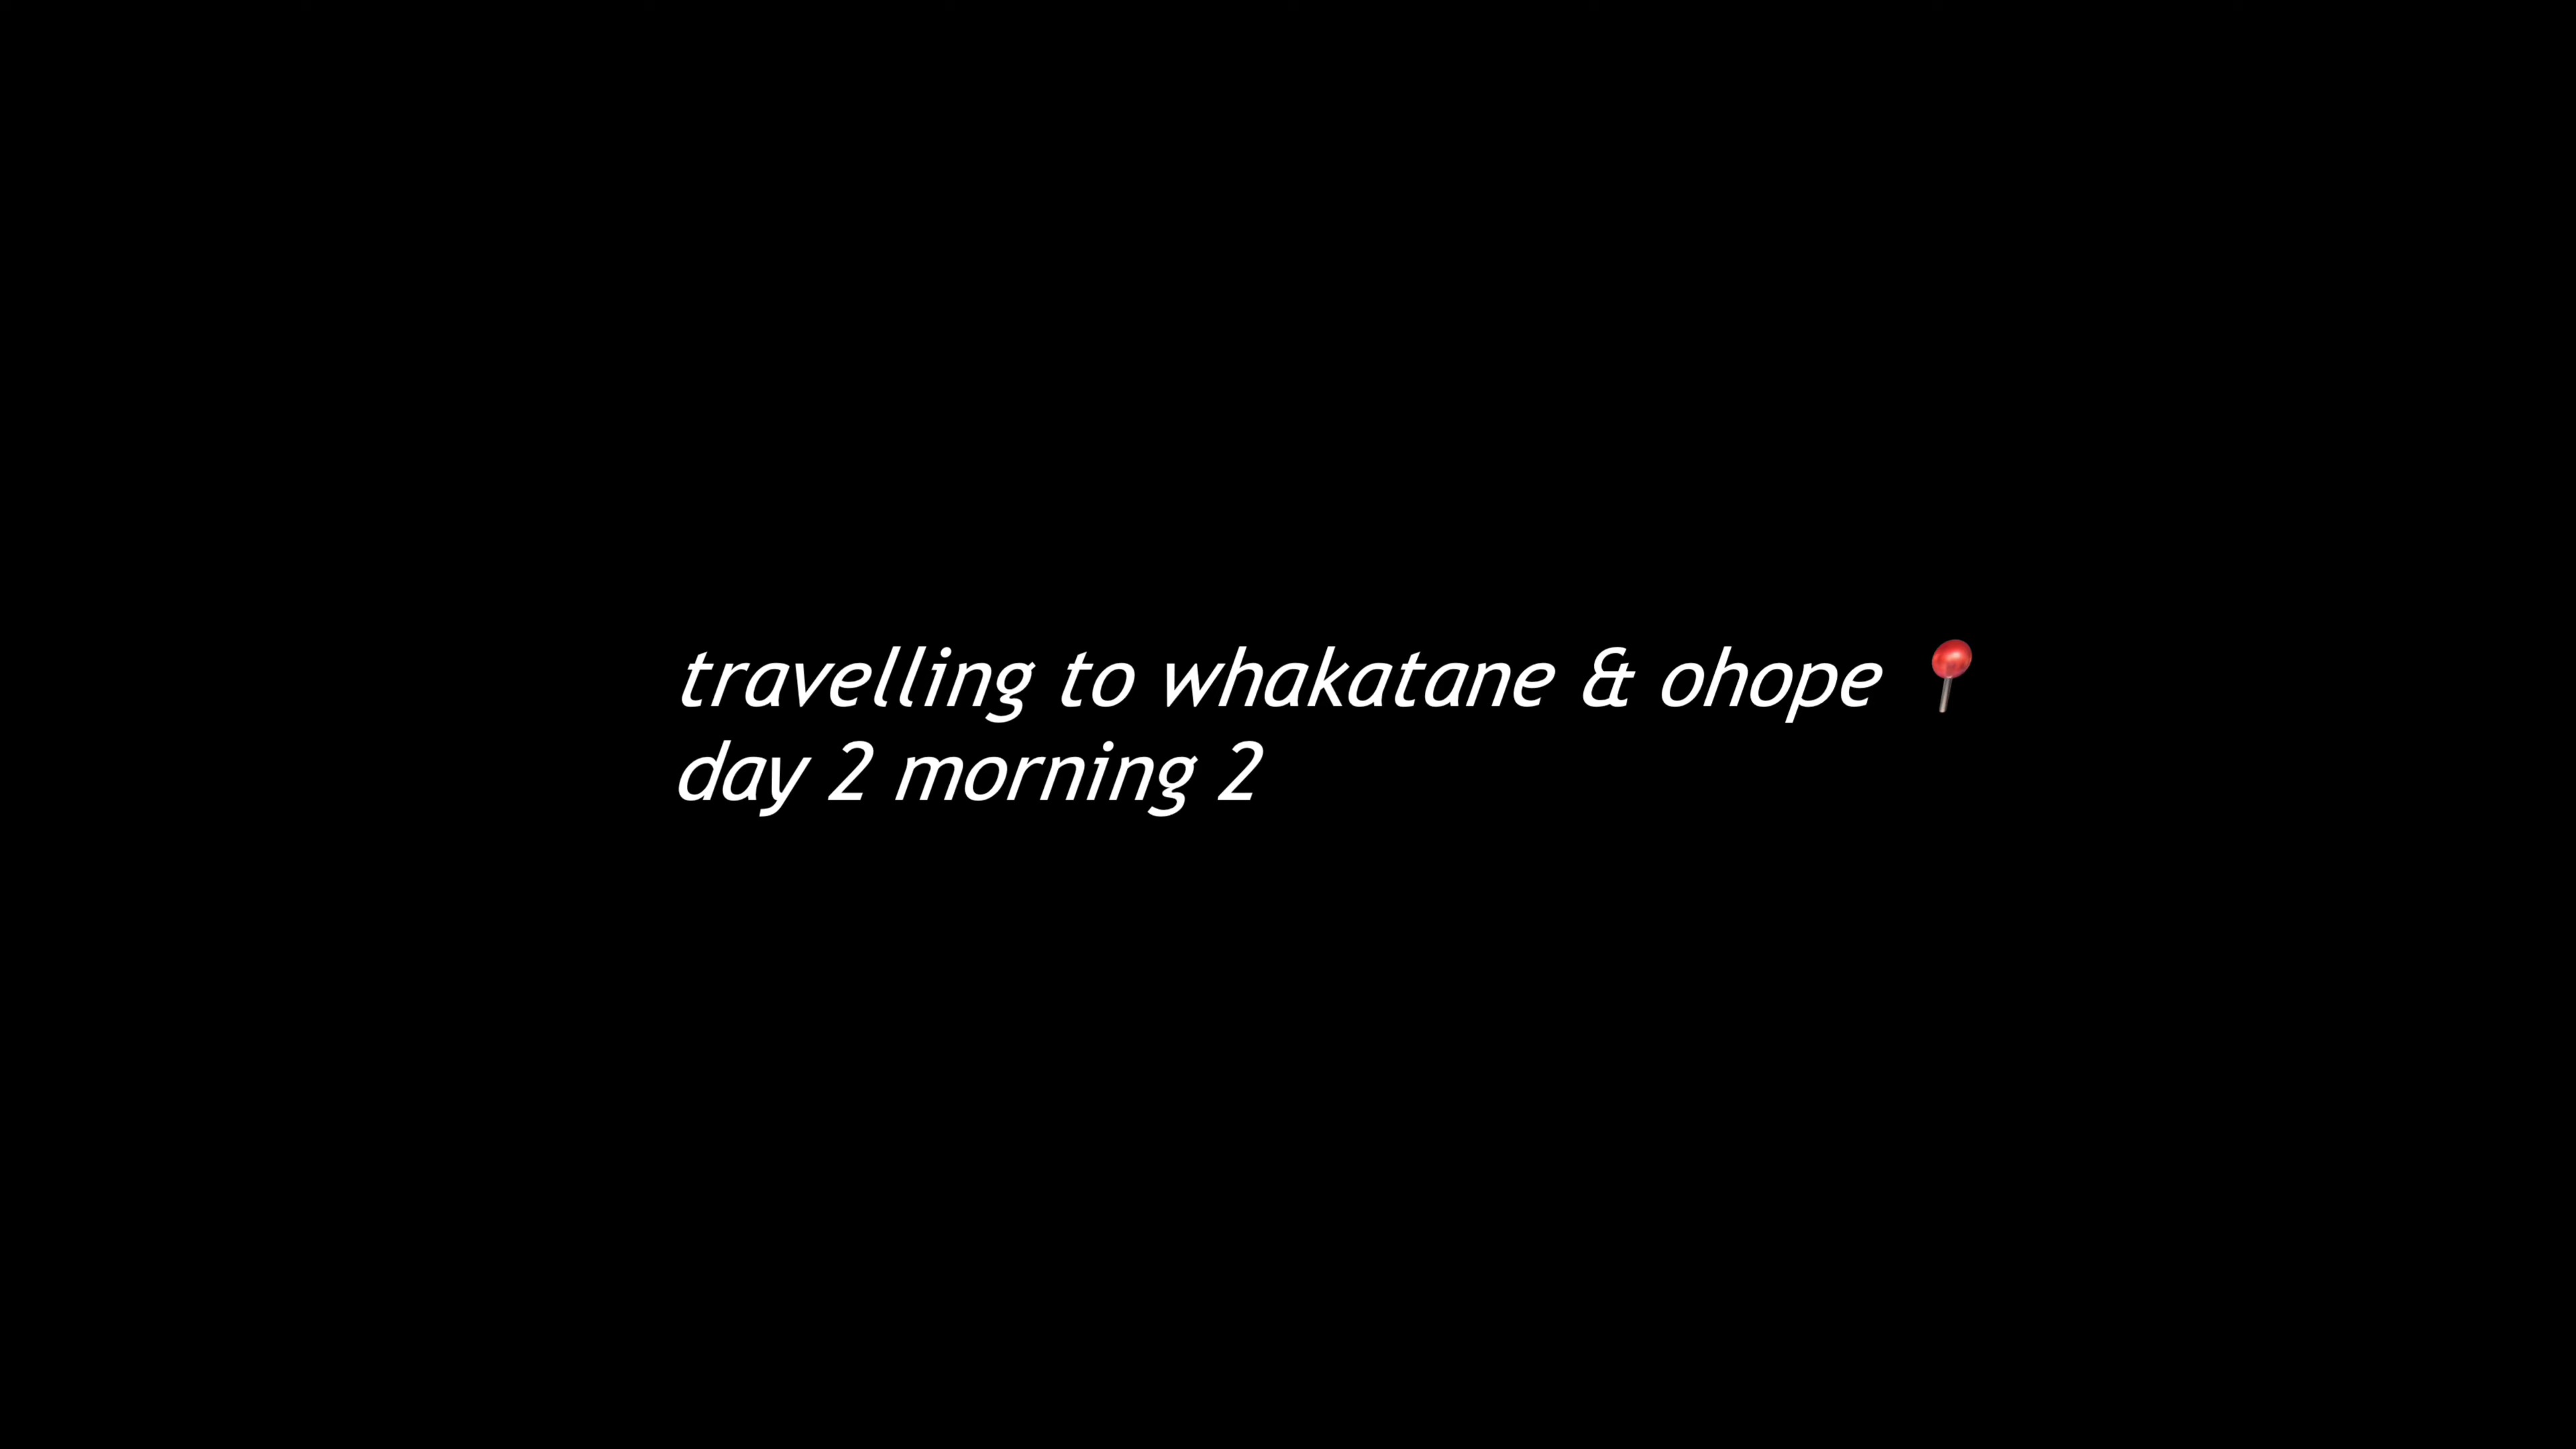 travelling to whakatane & ohope 📍
day 2 morning 2